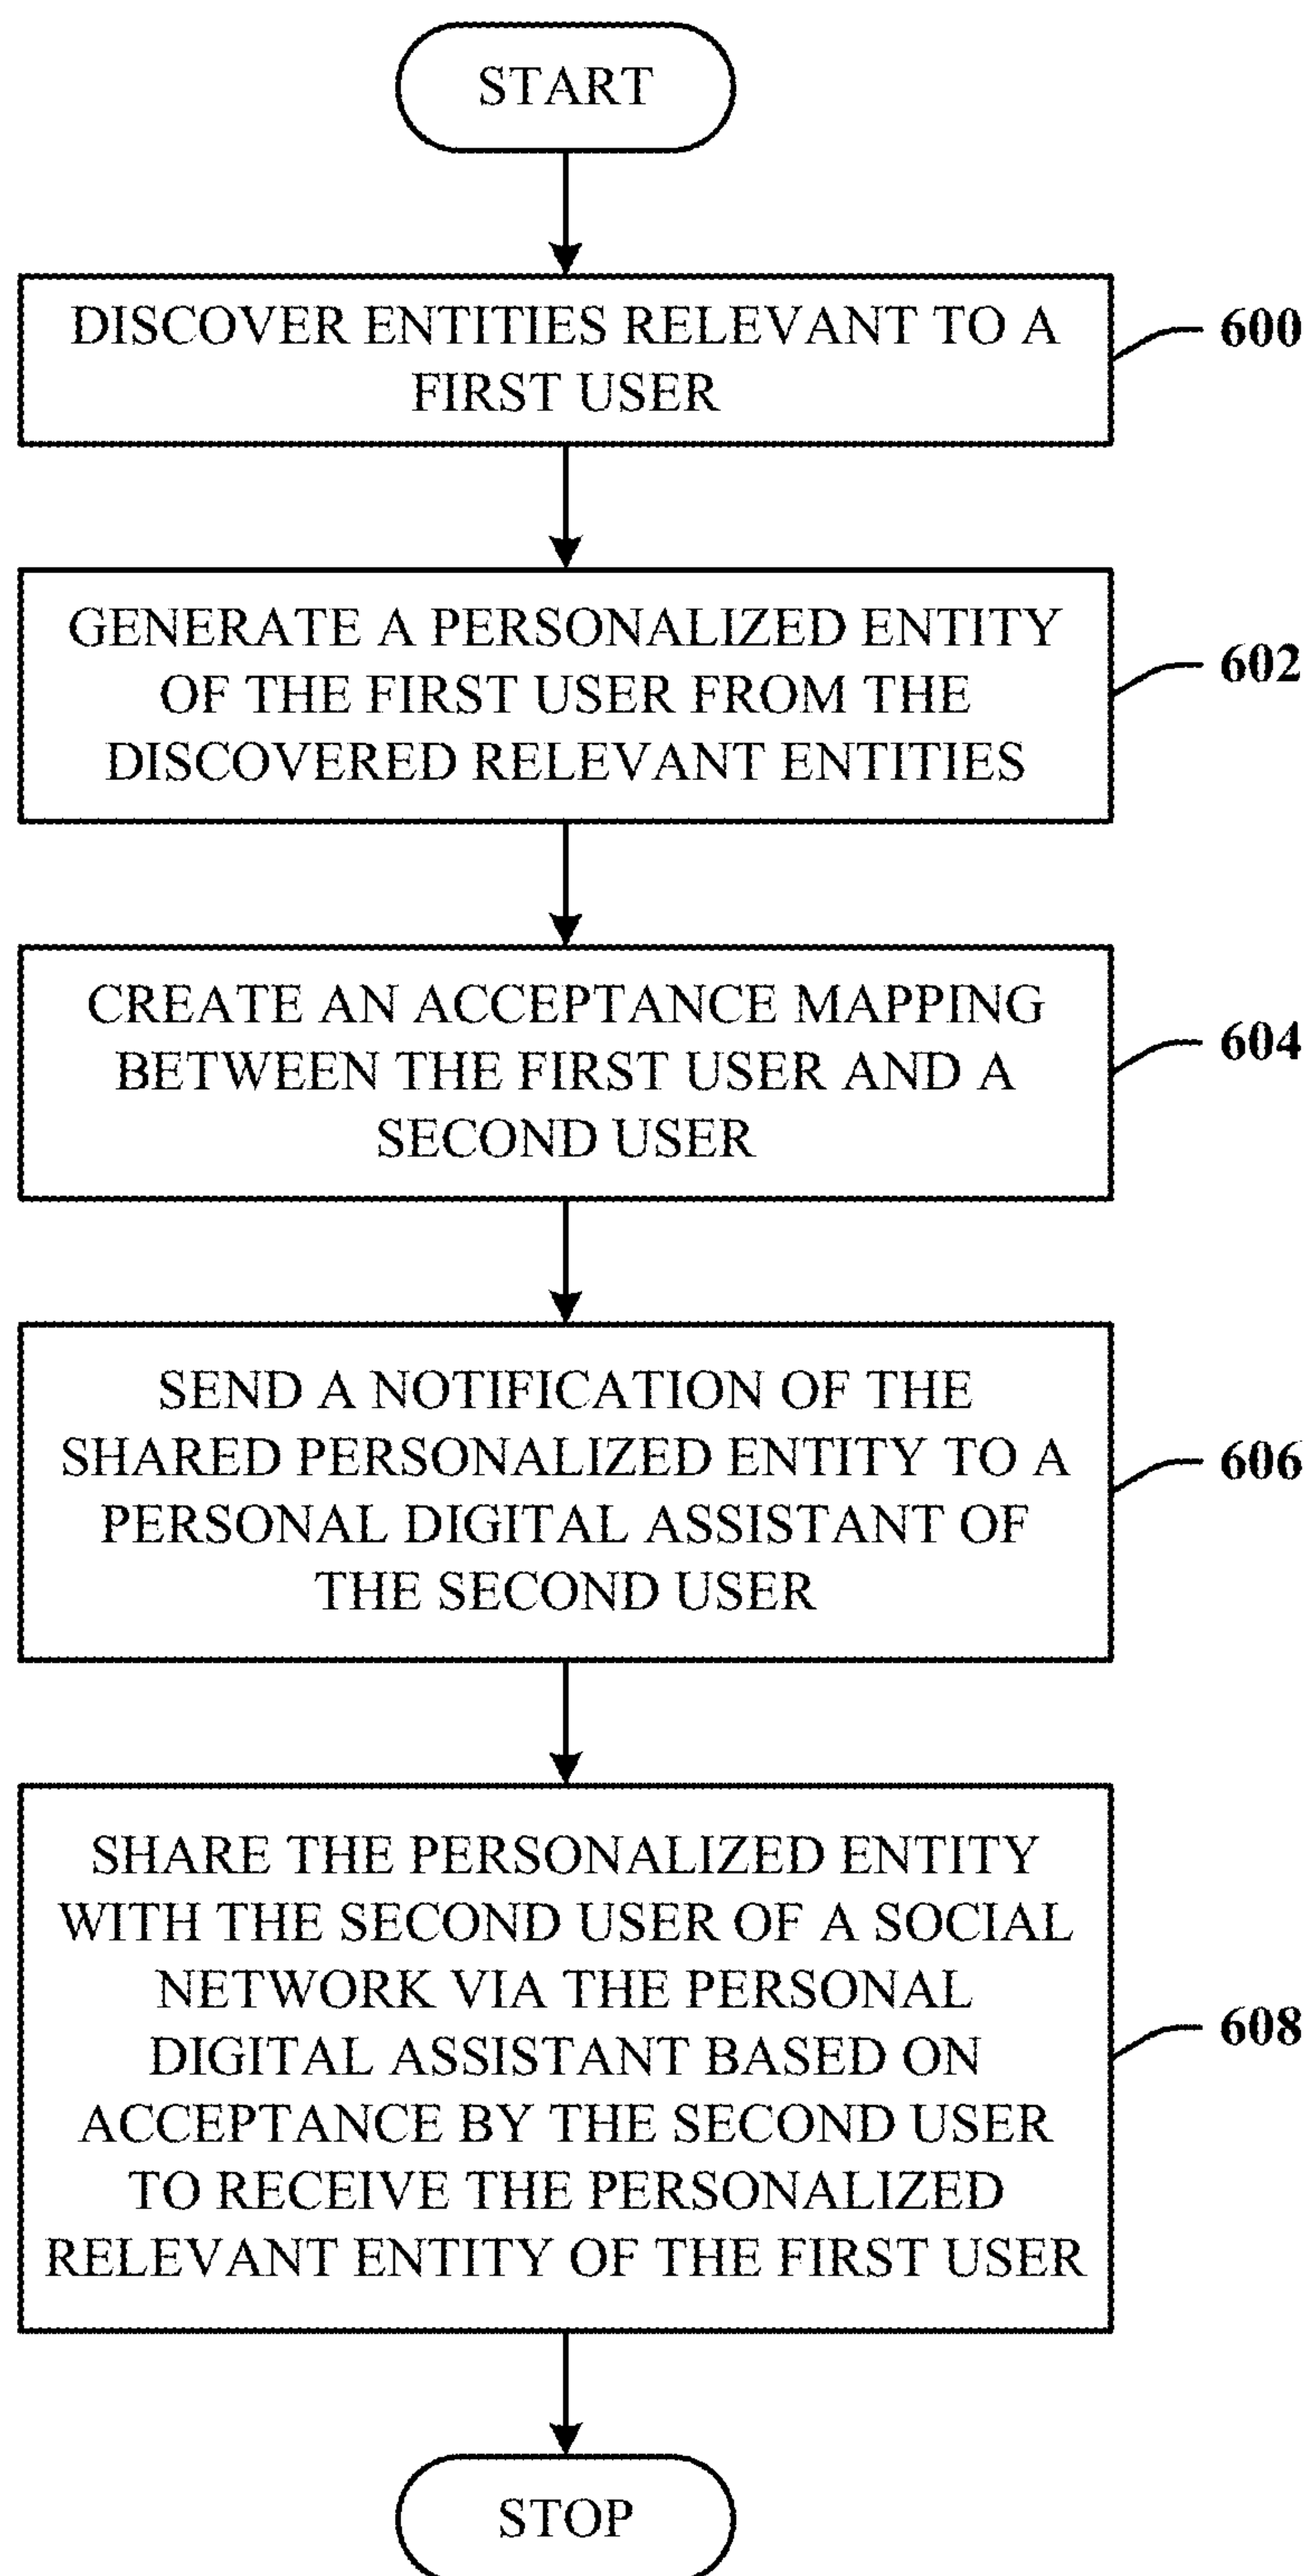 START
DISCOVER ENTITIES RELEVANT TO A
FIRST USER
600
GENERATE A PERSONALIZED ENTITY
OF THE FIRST USER FROM THE
DISCOVERED RELEVANT ENTITIES
602
CREATE AN ACCEPTANCE MAPPING
BETWEEN THE FIRST USER AND A
SECOND USER
604
SEND A NOTIFICATION OF THE
SHARED PERSONALIZED ENTITY TO A
PERSONAL DIGITAL ASSISTANT OF
THE SECOND USER
606
SHARE THE PERSONALIZED ENTITY
WITH THE SECOND USER OF A SOCIAL
NETWORK VIA THE PERSONAL
DIGITAL ASSISTANT BASED ON
ACCEPTANCE BY THE SECOND USER
TO RECEIVE THE PERSONALIZED
RELEVANT ENTITY OF THE FIRST USER
608
STOP